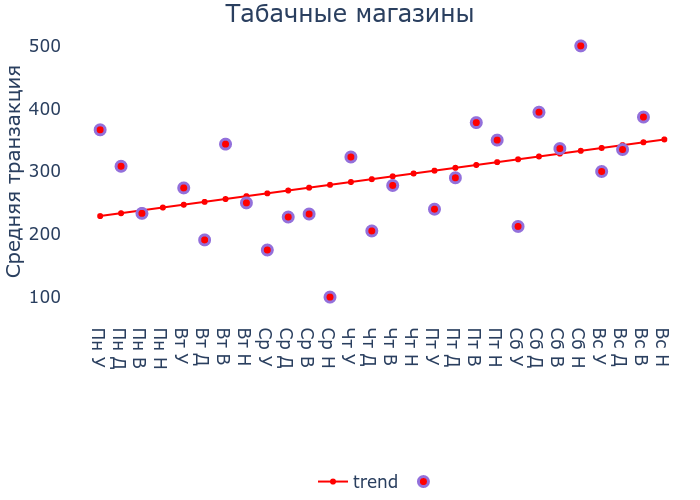 Табачные магазины
Средняя транзакция
500
400
300
200
100
Пн У
Пн Д
Пн В
Пн Н
Вт У
Вт Д
Вт В
Вт Н
Ср У
Ср Д
Ср В
Ср Н
Чт У
Чт Д
Чт В
Чт Н
Пт У
Пт Д
Пт В
Пт Н
Сб У
Сб Д
Сб В
Сб Н
Вс У
Вс Д
Вс В
Вс Н
trend